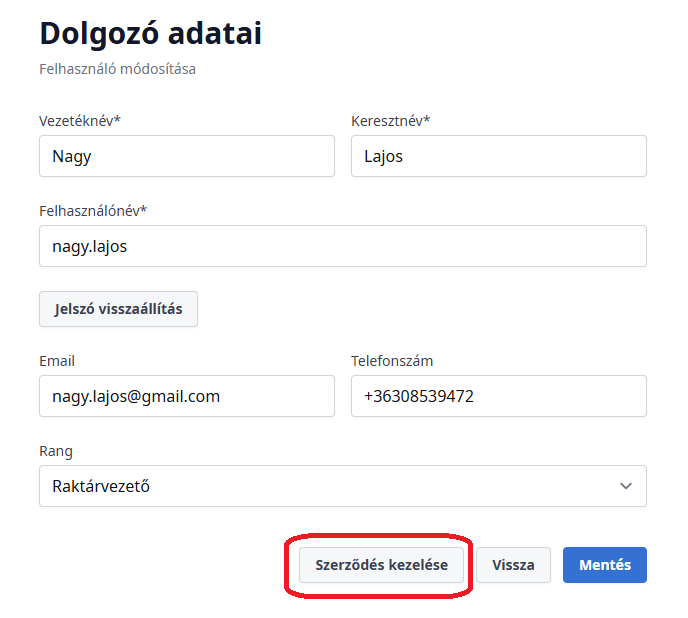 Dolgozó adatai
Felhasználó módosítása
Vezetéknév* Keresztnév*
Nagy Lajos
Felhasználónév*
nagy.lajos
Jelszó visszaállítás
Email Telefonszám
nagy.lajos@gmail.com +36308539472
Rang
Raktárvezető
Szerződés kezelése Vissza Mentés